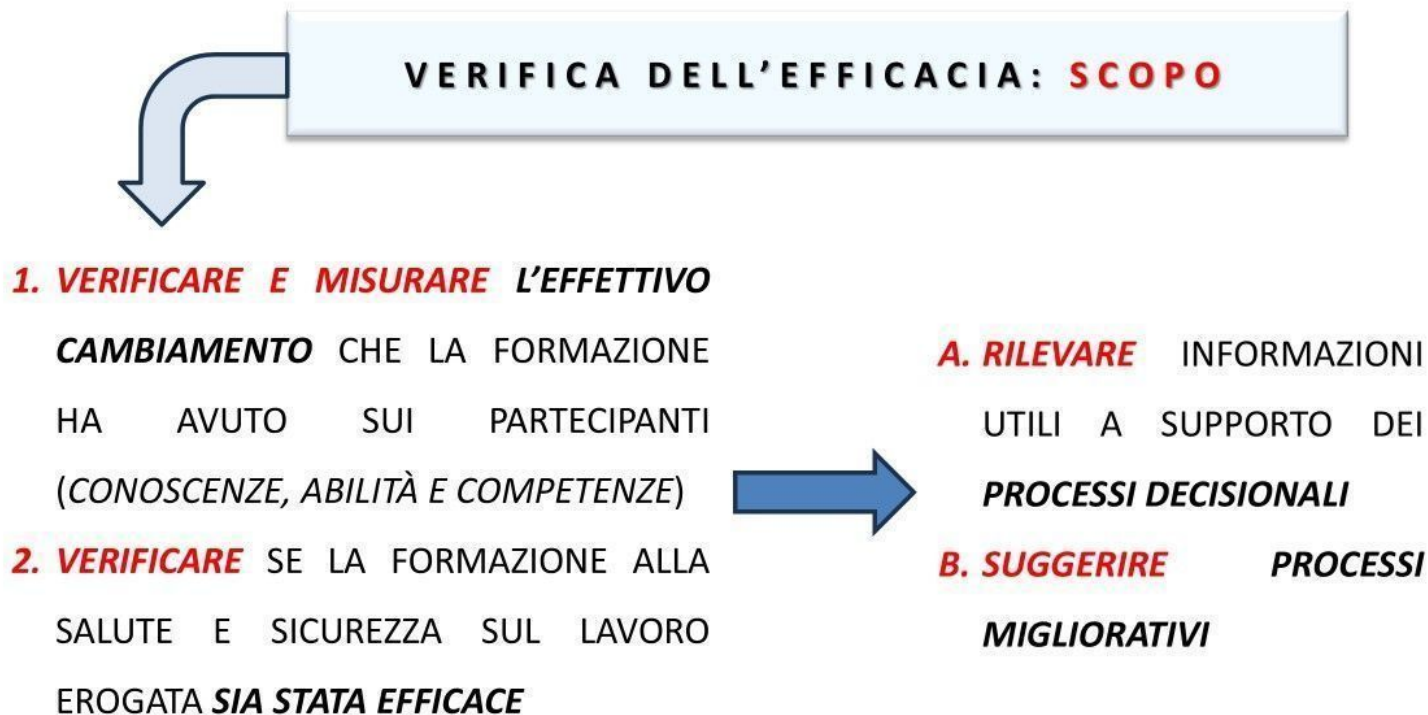 VERIFICA DELL’EFFICACIA: SCOPO
1. VERIFICARE E MISURARE L’EFFETTIVO
CAMBIAMENTO CHE LA FORMAZIONE
HA AVUTO SUI PARTECIPANTI
(CONOSCENZE, ABILITÀ E COMPETENZE)
2. VERIFICARE SE LA FORMAZIONE ALLA
SALUTE E SICUREZZA SUL LAVORO
EROGATA SIA STATA EFFICACE
A. RILEVARE INFORMAZIONI
UTILI A SUPPORTO DEI
PROCESSI DECISIONALI
B. SUGGERIRE PROCESSI
MIGLIORATIVI